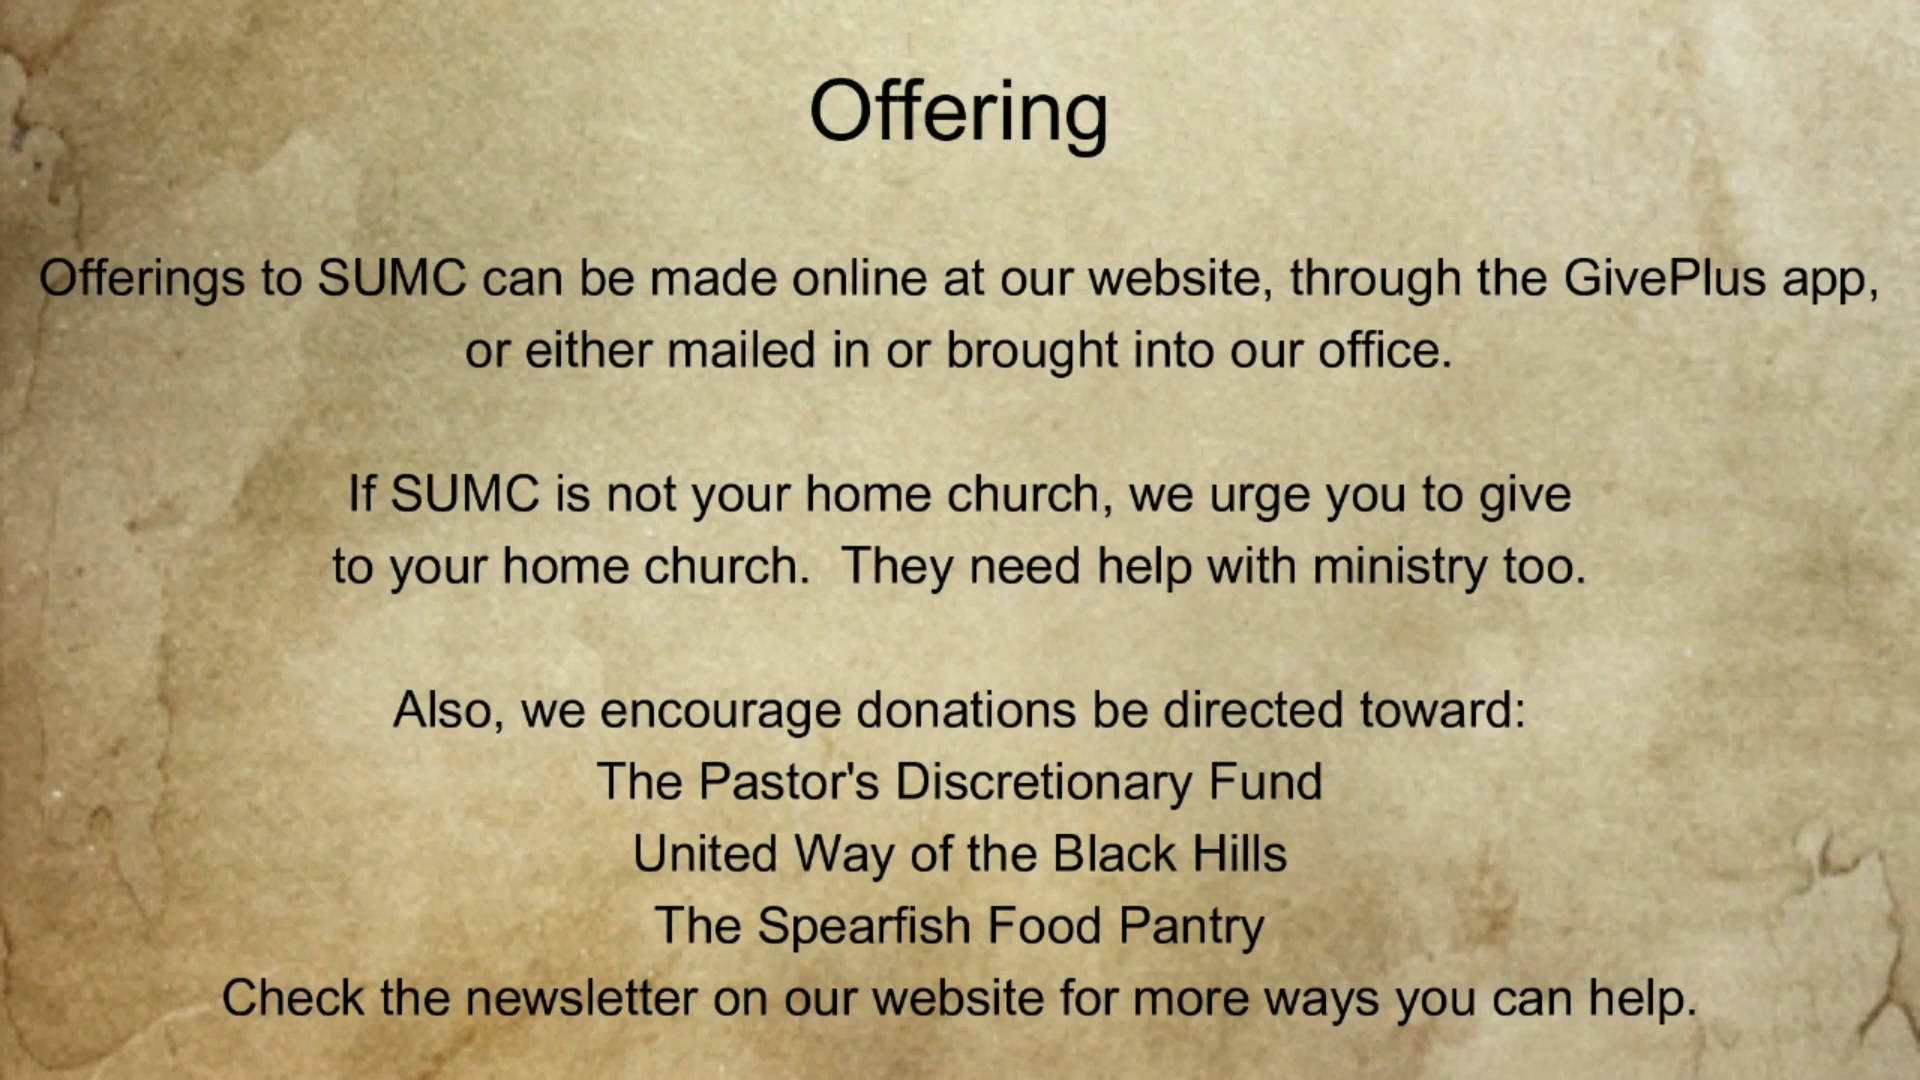 Offering
Offerings to SUMC can be made online at our website, through the GivePlus app,
or either mailed in or brought into our office.
If SUMC is not your home church, we urge you to give
to your home church.  They need help with ministry too.
Also, we encourage donations be directed toward:
The Pastor's Discretionary Fund
United Way of the Black Hills
The Spearfish Food Pantry
Check the newsletter on our website for more ways you can help.